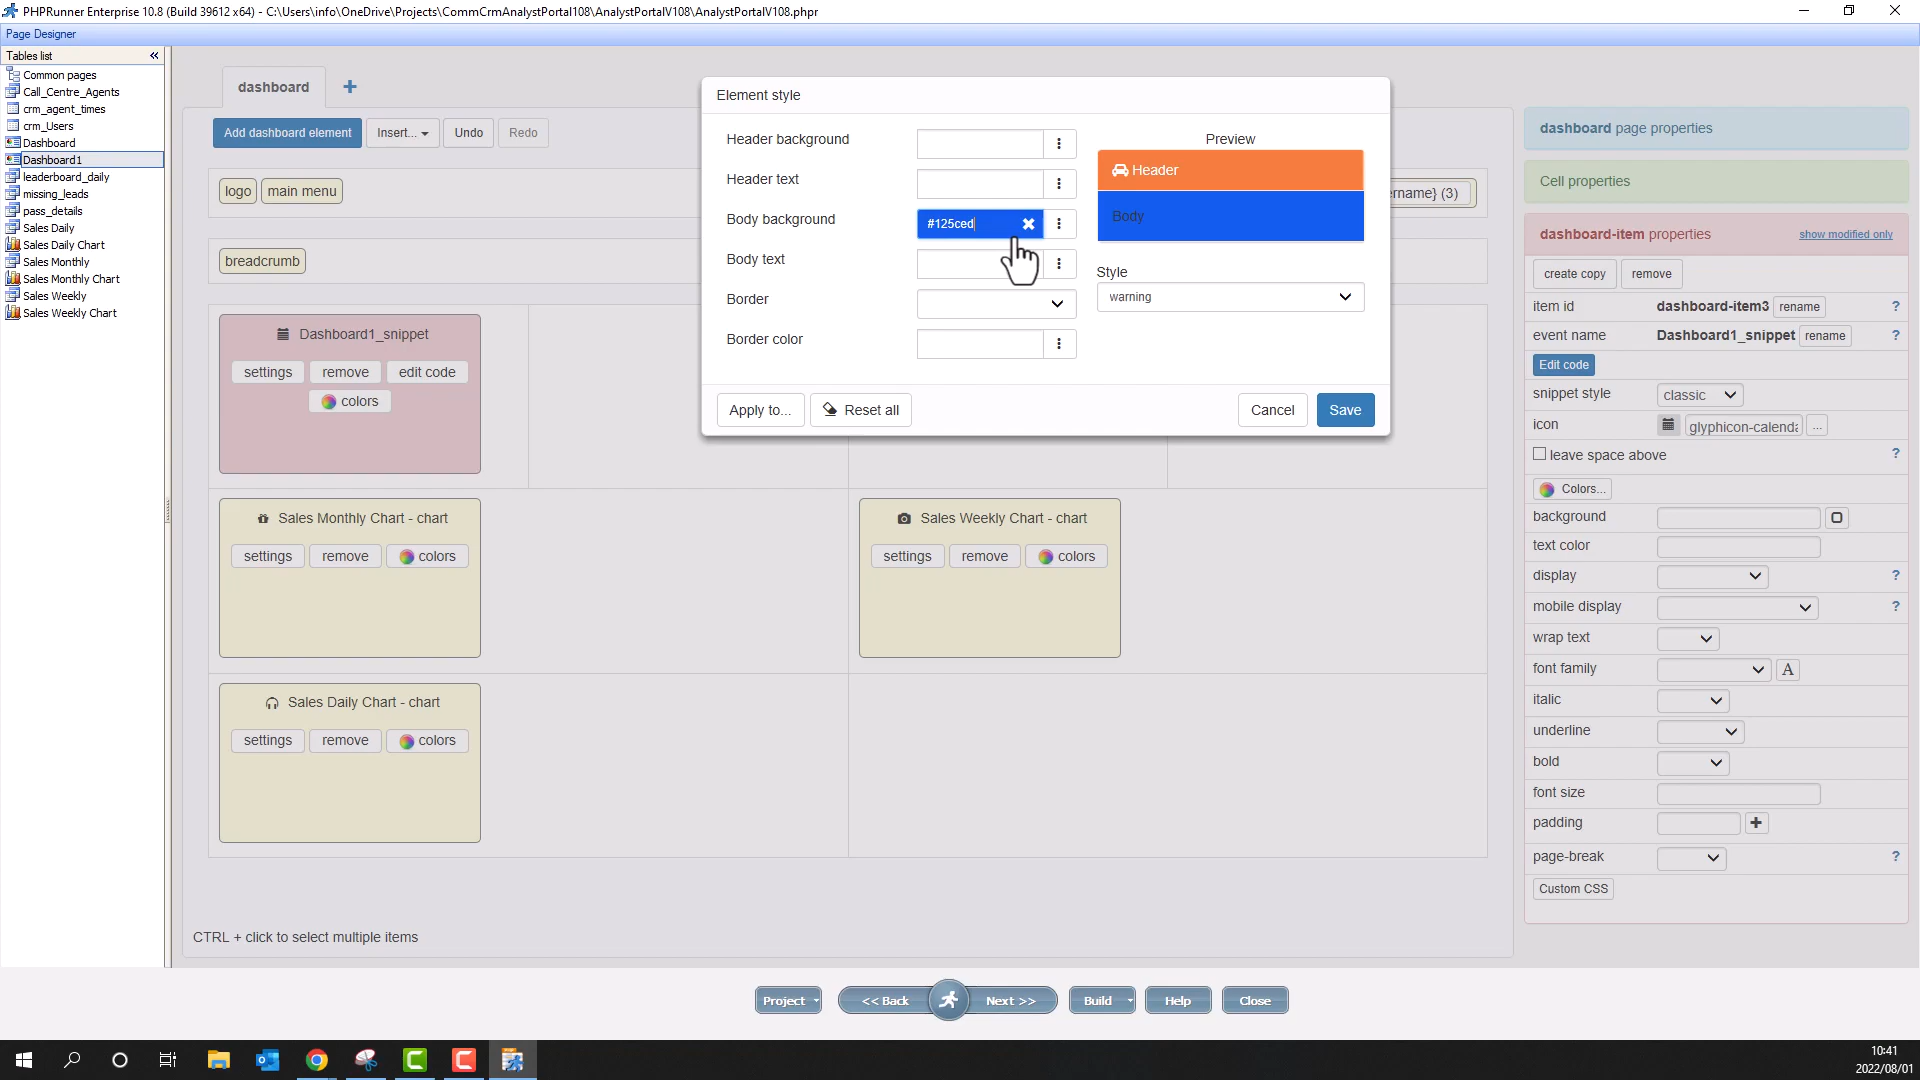 PHPRunner Enterprise 10.8 (Build 39612 x64) - C:\Users\info\OneDrive\Projects\CommCrmAnalystPortal108\AnalystPortalV108\AnalystPortalV108.phpr
Page Designer
Tables list
Common pages
Call_Centre_Agents
crm_agent_times
crm_Users
Dashboard
Dashboard1
leaderboard_daily
missing_leads
pass_details
Sales Daily
Sales Daily Chart
Sales Monthly
Sales Monthly Chart
Sales Weekly
Sales Weekly Chart
dashboard
Add dashboard element
Insert...
Undo
Redo
logo
main menu
ername} (3)
breadcrumb
Dashboard1_snippet
settings
remove
edit code
colors
Sales Monthly Chart - chart
settings
remove
colors
Sales Weekly Chart - chart
settings
remove
colors
Sales Daily Chart - chart
settings
remove
colors
CTRL + click to select multiple items
Element style
Header background
Header text
Body background
#125ced
Body text
Border
Border color
Preview
Header
Body
Style
warning
Apply to...
Reset all
Cancel
Save
dashboard page properties
Cell properties
dashboard-item properties
show modified only
create copy
remove
item id
dashboard-item3
rename
?
event name
Dashboard1_snippet
rename
?
Edit code
snippet style
classic
icon
glyphicon-calenda
...
leave space above
?
Colors...
background
text color
display
?
mobile display
?
wrap text
font family
A
italic
underline
bold
font size
padding
page-break
?
Custom CSS
Project
<< Back
Next >>
Build
Help
Close
10:41
2022/08/01